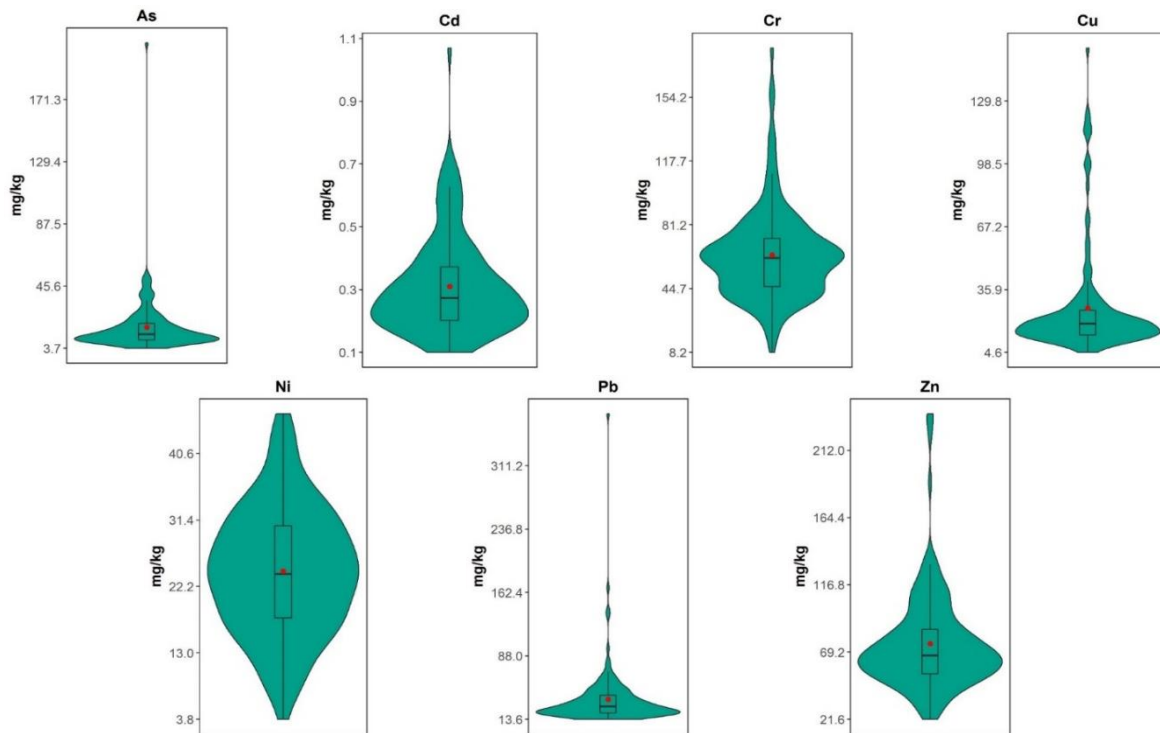 As
mg/kg
171.3
129.4
87.5
45.6
3.7
Cd
mg/kg
1.1
0.9
0.7
0.5
0.3
0.1
Cr
mg/kg
154.2
117.7
81.2
44.7
8.2
Cu
mg/kg
129.8
98.5
67.2
35.9
4.6
Ni
mg/kg
40.6
31.4
22.2
13.0
3.8
Pb
mg/kg
311.2
236.8
162.4
88.0
13.6
Zn
mg/kg
212.0
164.4
116.8
69.2
21.6